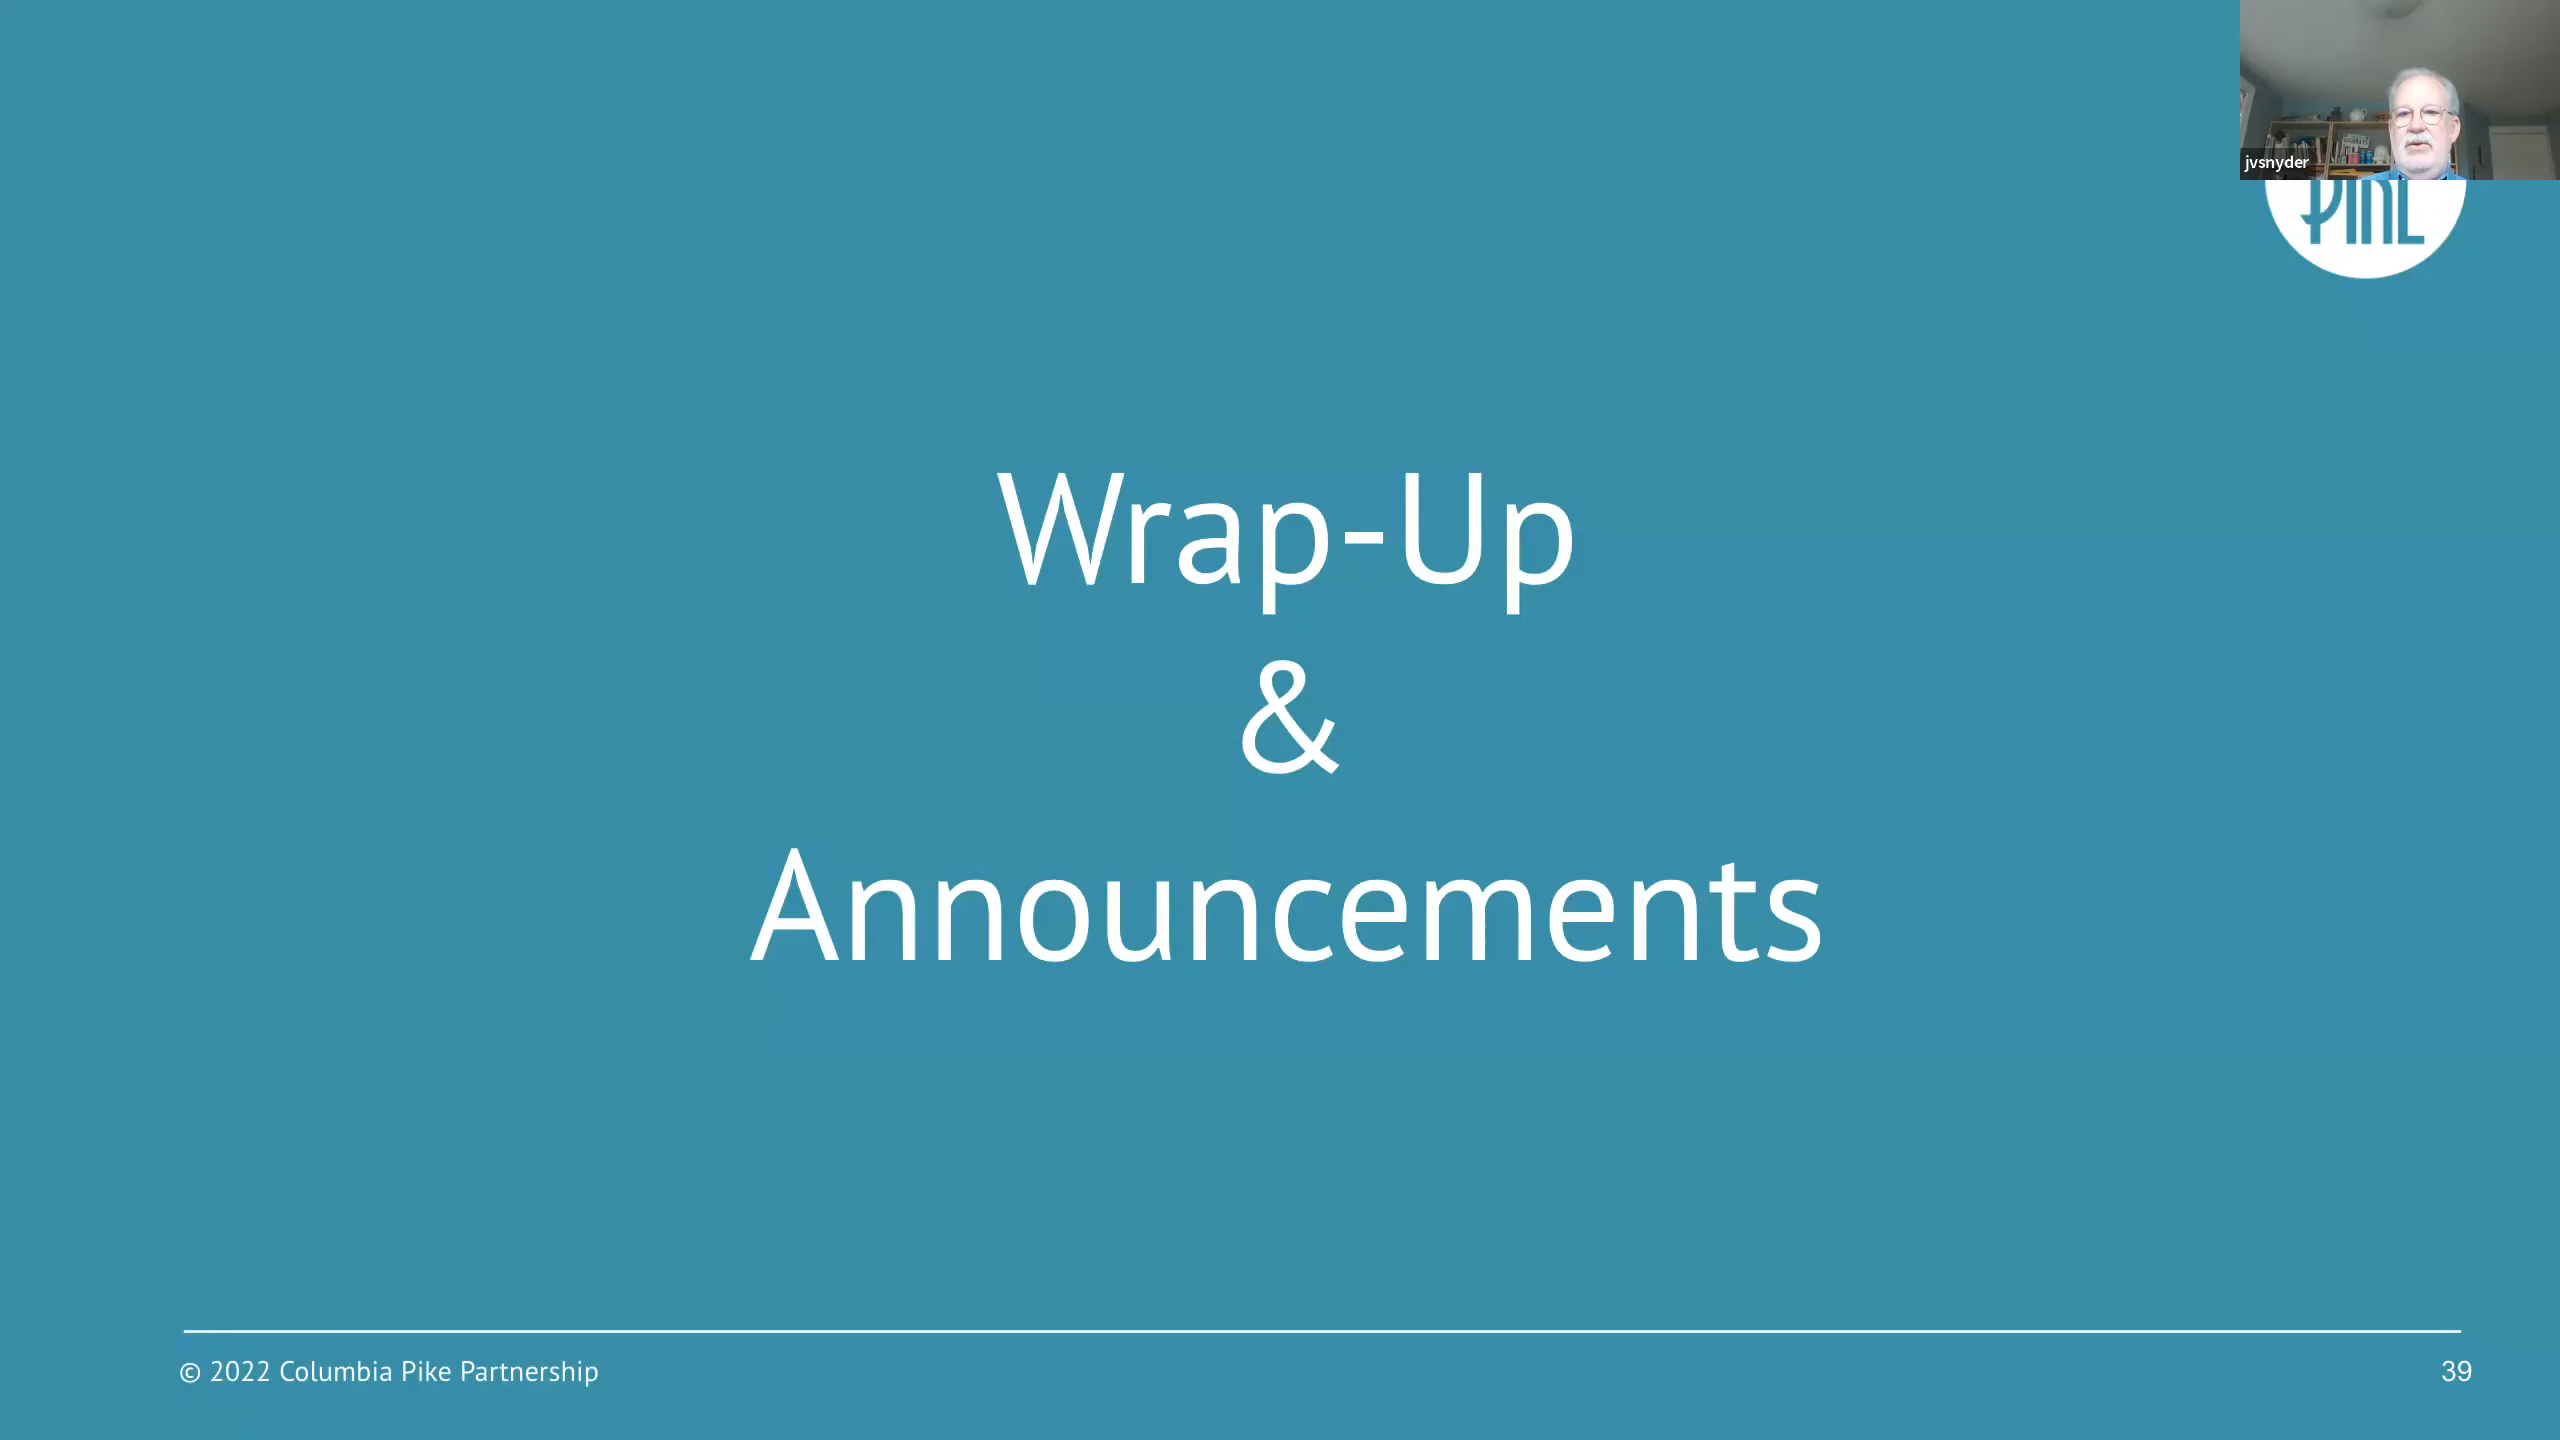 jvsnyder
Wrap-Up
&
Announcements
© 2022 Columbia Pike Partnership
39